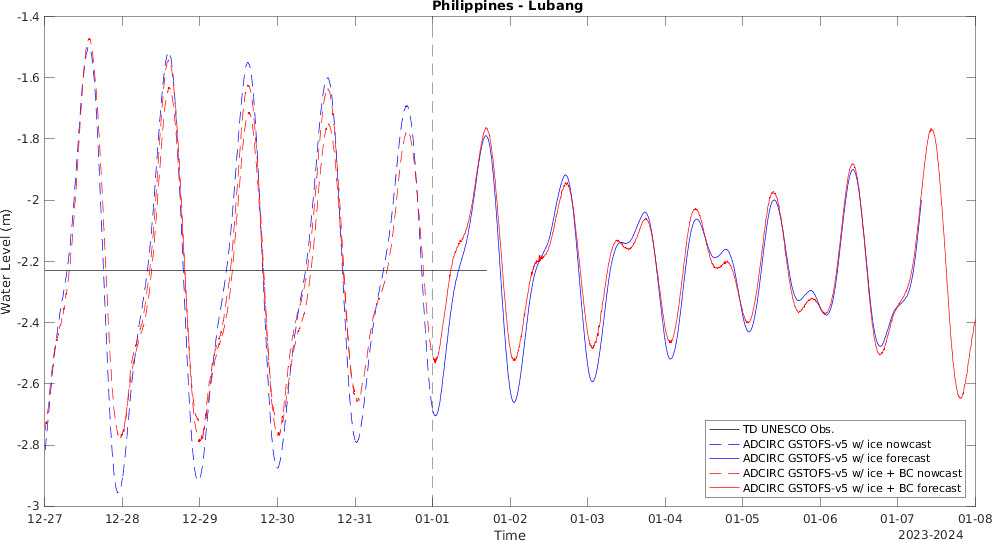 Philippines - Lubang
Water Level (m)
-1.4
-1.6
-1.8
-2
-2.2
-2.4
-2.6
-2.8
-3
TD UNESCO Obs.
ADCIRC GSTOFS-v5 w/ ice nowcast
ADCIRC GSTOFS-v5 w/ ice forecast
ADCIRC GSTOFS-v5 w/ ice + BC nowcast
ADCIRC GSTOFS-v5 w/ ice + BC forecast
12-27 12-28 12-29 12-30 12-31 01-01 01-02 01-03 01-04 01-05 01-06 01-07 01-08
Time
2023-2024